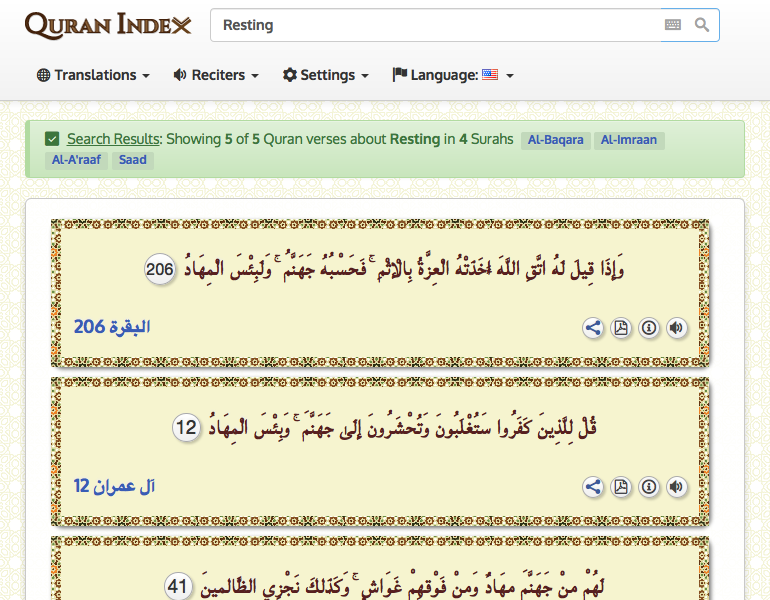 QURAN INDEX
Resting
Translations
Reciters
Settings
Language:
Search Results: Showing 5 of 5 Quran verses about Resting in 4 Surahs Al-Baqara Al-Imraan
Al-A'raaf Saad
وَإِذَا قِيلَ لَهُ اتَّقِ اللَّهَ أَخَذَتْهُ الْعِزَّةُ بِالْإِثْمِ ۚ فَحَسْبُهُ جَهَنَّمُ ۚ وَلَبِئْسَ الْمِهَادُ 206
البقرة 206
قُلْ لِلَّذِينَ كَفَرُوا سَتُغْلَبُونَ وَتُحْشَرُونَ إِلَىٰ جَهَنَّمَ ۚ وَبِئْسَ الْمِهَادُ 12
آل عمران 12
لَهُمْ مِنْ جَهَنَّمَ مِهَادٌ وَمِنْ فَوْقِهِمْ غَوَاشٍ ۚ وَكَذَٰلِكَ نَجْزِي الظَّالِمِينَ 41